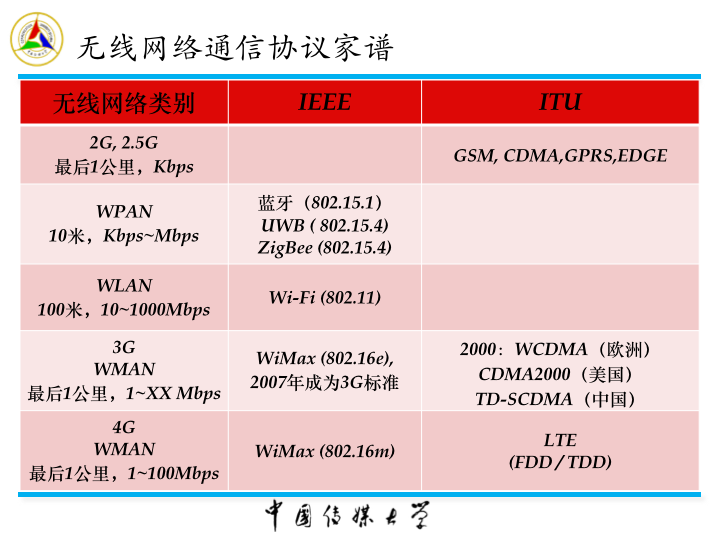 无线网络通信协议家谱
无线网络类别 IEEE ITU
2G, 2.5G
最后1公里，Kbps
GSM, CDMA,GPRS,EDGE
WPAN
10米，Kbps~Mbps
蓝牙（802.15.1）
UWB ( 802.15.4)
ZigBee (802.15.4)
WLAN
100米，10~1000Mbps
Wi-Fi (802.11)
3G
WMAN
最后1公里，1~XX Mbps
WiMax (802.16e),
2007年成为3G标准
2000：WCDMA（欧洲）
CDMA2000（美国）
TD-SCDMA（中国）
4G
WMAN
最后1公里，1~100Mbps
WiMax (802.16m)
LTE
(FDD / TDD)
中国传媒大学